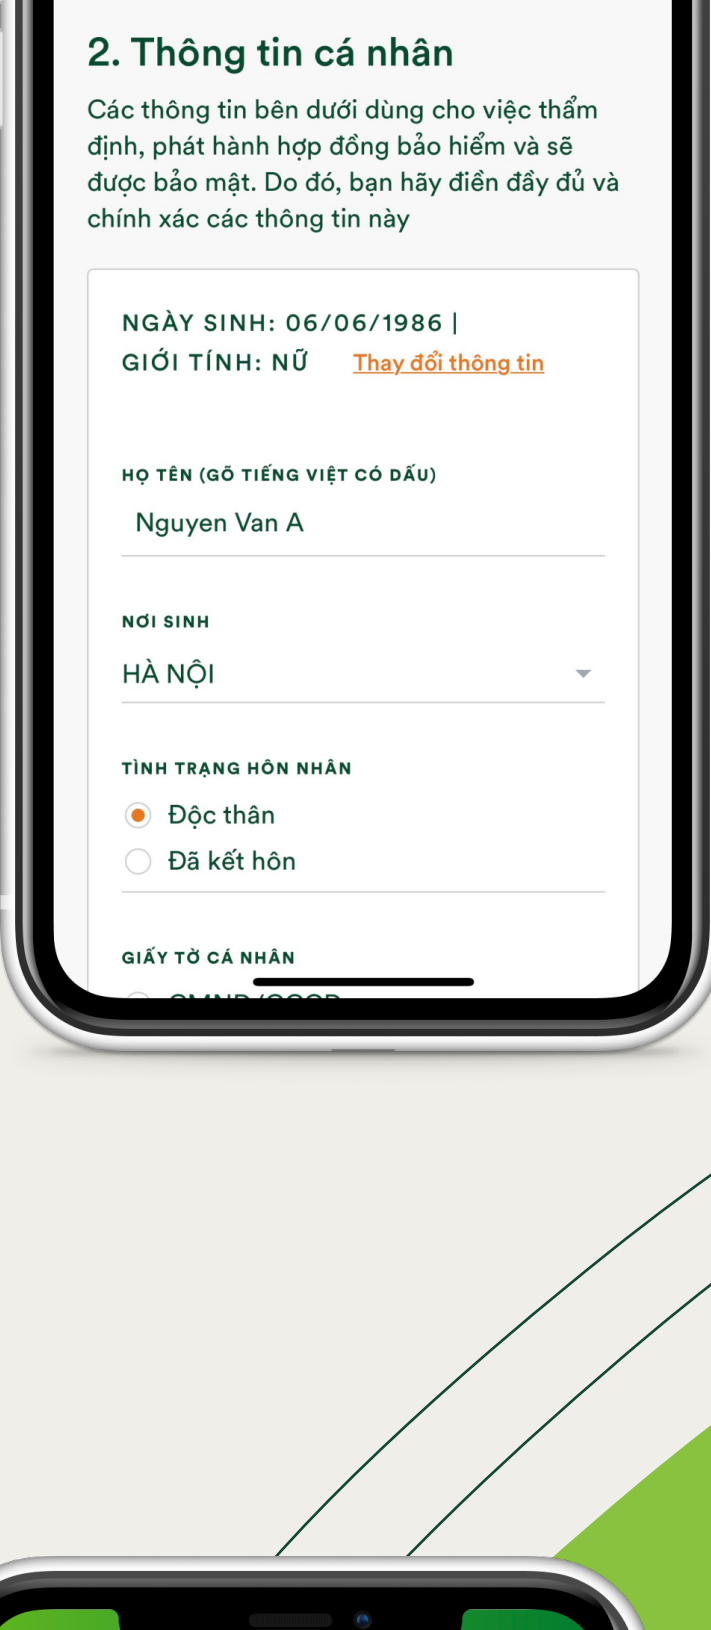 2. Thông tin cá nhân
Các thông tin bên dưới dùng cho việc thẩm
định, phát hành hợp đồng bảo hiểm và sẽ
được bảo mật. Do đó, bạn hãy điền đầy đủ và
chính xác các thông tin này
NGÀY SINH: 06/06/1986 |
GIỚI TÍNH: NỮ Thay đổi thông tin
HỌ TÊN (GÕ TIẾNG VIỆT CÓ DẤU)
Nguyen Van A
NƠI SINH
HÀ NỘI
TÌNH TRẠNG HÔN NHÂN
Độc thân
Đã kết hôn
GIẤY TỜ CÁ NHÂN